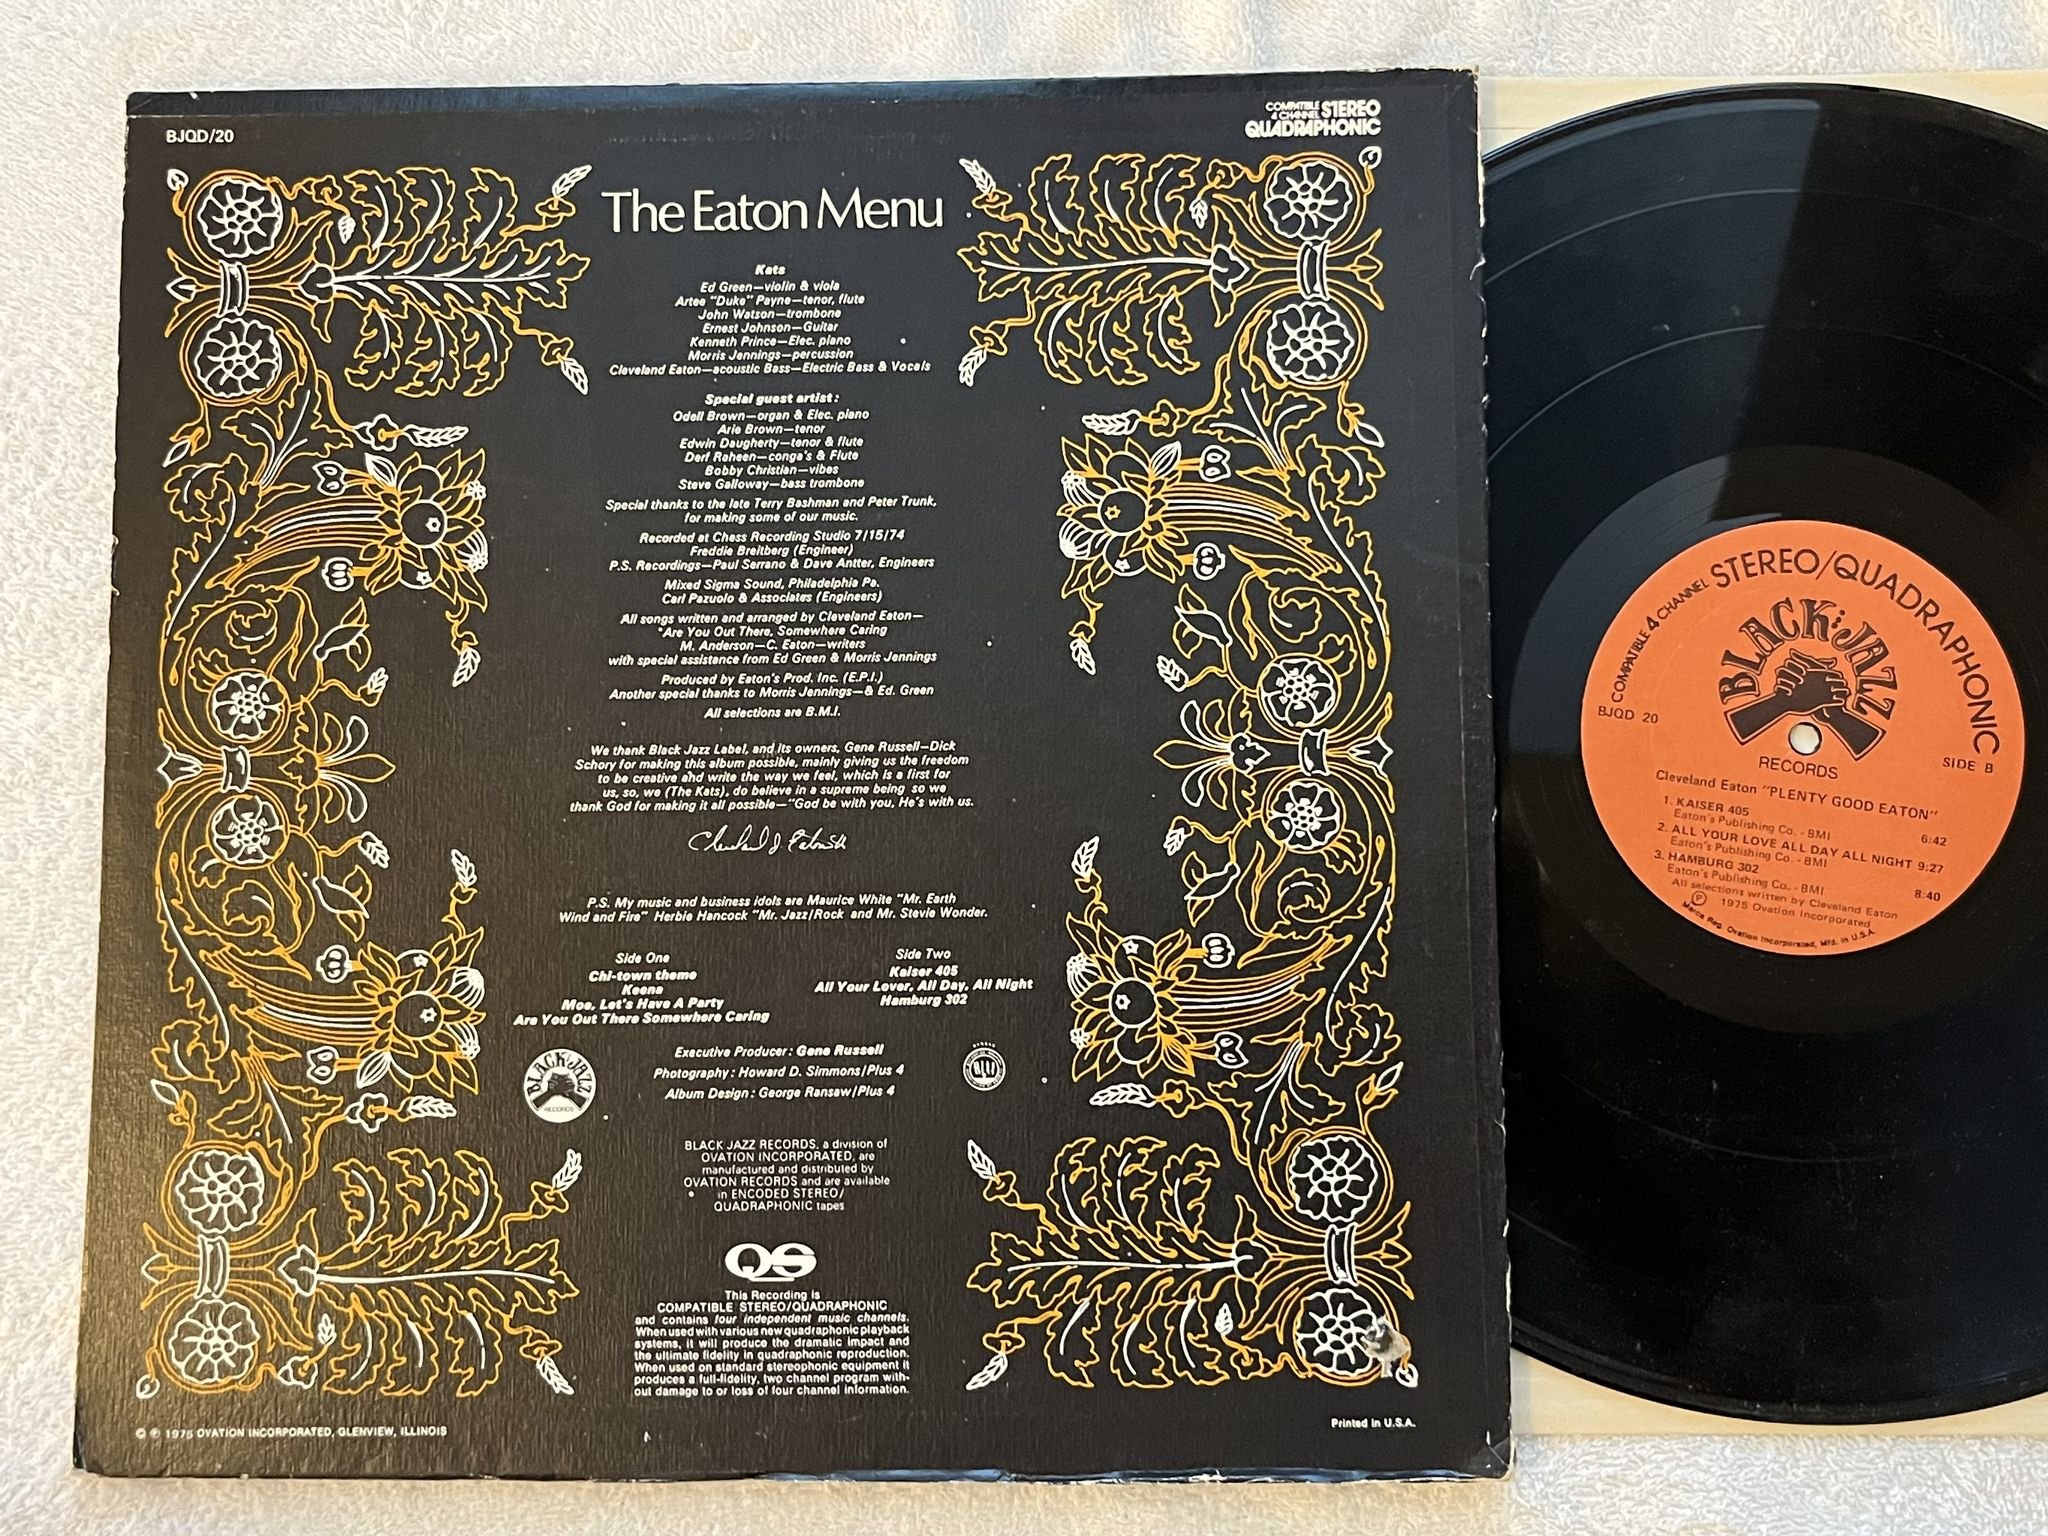 BJQD/20
COMPATIBLE
4 CHANNEL STEREO
QUADRAPHONIC
The Eaton Menu
Kats
Ed Green—violin & viola
Artee "Duke" Payne—tenor, flute
John Watson—trombone
Ernest Johnson—Guitar
Kenneth Prince—Elec. piano
Morris Jennings—percussion
Cleveland Eaton—acoustic Bass—Electric Bass & Vocals
Special guest artist:
Odell Brown—organ & Elec. piano
Arie Brown—tenor
Edwin Daugherty—tenor & flute
Derf Raheen—conga's & Flute
Bobby Christian—vibes
Steve Galloway—bass trombone
Special thanks to the late Terry Bashman and Peter Trunk,
for making some of our music.
Recorded at Chess Recording Studio 7/15/74
Freddie Breitberg (Engineer)
P.S. Recordings—Paul Serrano & Dave Antter, Engineers
Mixed Sigma Sound, Philadelphia Pa.
Carl Pazuolo & Associates (Engineers)
All songs written and arranged by Cleveland Eaton—
*Are You Out There, Somewhere Caring
M. Anderson—C. Eaton—writers
with special assistance from Ed Green & Morris Jennings
Produced by Eaton's Prod. Inc. (E.P.I.)
Another special thanks to Morris Jennings—& Ed. Green
All selections are B.M.I.
We thank Black Jazz Label, and its owners, Gene Russell—Dick
Schory for making this album possible, mainly giving us the freedom
to be creative and write the way we feel, which is a first for
us, so, we (The Kats), do believe in a supreme being so we
thank God for making it all possible—"God be with you, He's with us.
Cleveland J. Eaton
P.S. My music and business idols are Maurice White "Mr. Earth
Wind and Fire" Herbie Hancock "Mr. Jazz/Rock and Mr. Stevie Wonder.
Side One
Chi-town theme
Keena
Moe, Let's Have A Party
Are You Out There Somewhere Caring
Side Two
Kaiser 405
All Your Lover, All Day, All Night
Hamburg 302
Executive Producer: Gene Russell
Photography: Howard D. Simmons/Plus 4
Album Design: George Ransaw/Plus 4
BLACK JAZZ
RECORDS
BLACK JAZZ RECORDS, a division of
OVATION INCORPORATED, are
manufactured and distributed by
OVATION RECORDS and are available
in ENCODED STEREO/
QUADRAPHONIC tapes
QS
This Recording is
COMPATIBLE STEREO/QUADRAPHONIC
and contains four independent music channels.
When used with various new quadraphonic playback
systems, it will produce the dramatic impact and
the ultimate fidelity in quadraphonic reproduction.
When used on standard stereophonic equipment it
produces a full-fidelity, two channel program with-
out damage to or loss of four channel information.
© ℗ 1975 OVATION INCORPORATED, GLENVIEW, ILLINOIS
Printed in U.S.A.
COMPATIBLE 4 CHANNEL STEREO/QUADRAPHONIC
BLACK JAZZ
RECORDS
BJQD 20
SIDE B
Cleveland Eaton "PLENTY GOOD EATON"
1. KAISER 405 6:42
Eaton's Publishing Co. - BMI
2. ALL YOUR LOVE ALL DAY ALL NIGHT 9:27
Eaton's Publishing Co. - BMI
3. HAMBURG 302 8:40
Eaton's Publishing Co. - BMI
All selections written by Cleveland Eaton
℗ 1975 Ovation Incorporated
Marca Reg. Ovation Incorporated, Mfd. in U.S.A.